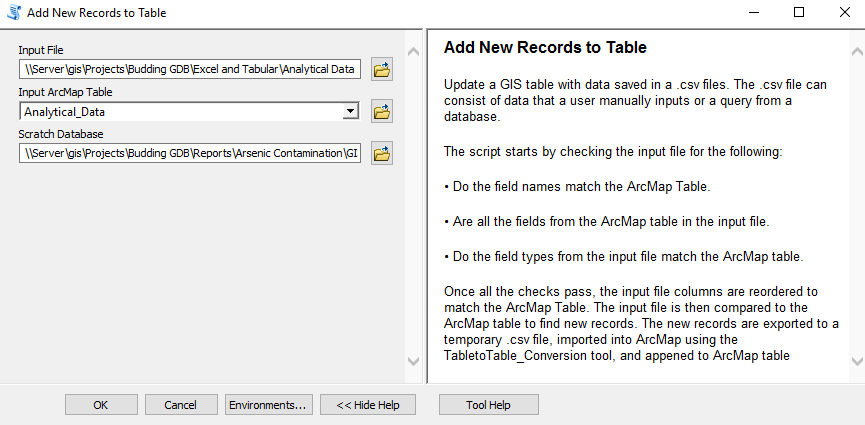 Add New Records to Table
Input File
\\Server\gis\Projects\Budding GDB\Excel and Tabular\Analytical Data
Input ArcMap Table
Analytical_Data
Scratch Database
\\Server\gis\Projects\Budding GDB\Reports\Arsenic Contamination\GI
Add New Records to Table
Update a GIS table with data saved in a .csv files. The .csv file can
consist of data that a user manually inputs or a query from a
database.
The script starts by checking the input file for the following:
• Do the field names match the ArcMap Table.
• Are all the fields from the ArcMap table in the input file.
• Do the field types from the input file match the ArcMap table.
Once all the checks pass, the input file columns are reordered to
match the ArcMap Table. The input file is then compared to the
ArcMap table to find new records. The new records are exported to a
temporary .csv file, imported into ArcMap using the
TabletoTable_Conversion tool, and appened to ArcMap table
OK
Cancel
Environments...
<< Hide Help
Tool Help